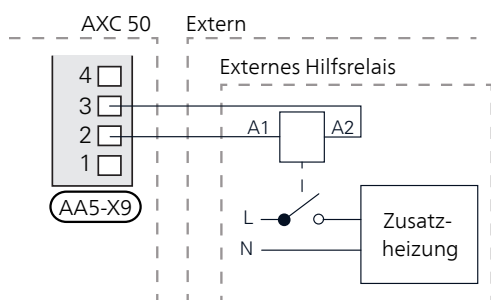 AXC 50
Extern
Externes Hilfsrelais
4
3
2
1
A1
A2
AA5-X9
L
N
Zusatz-
heizung